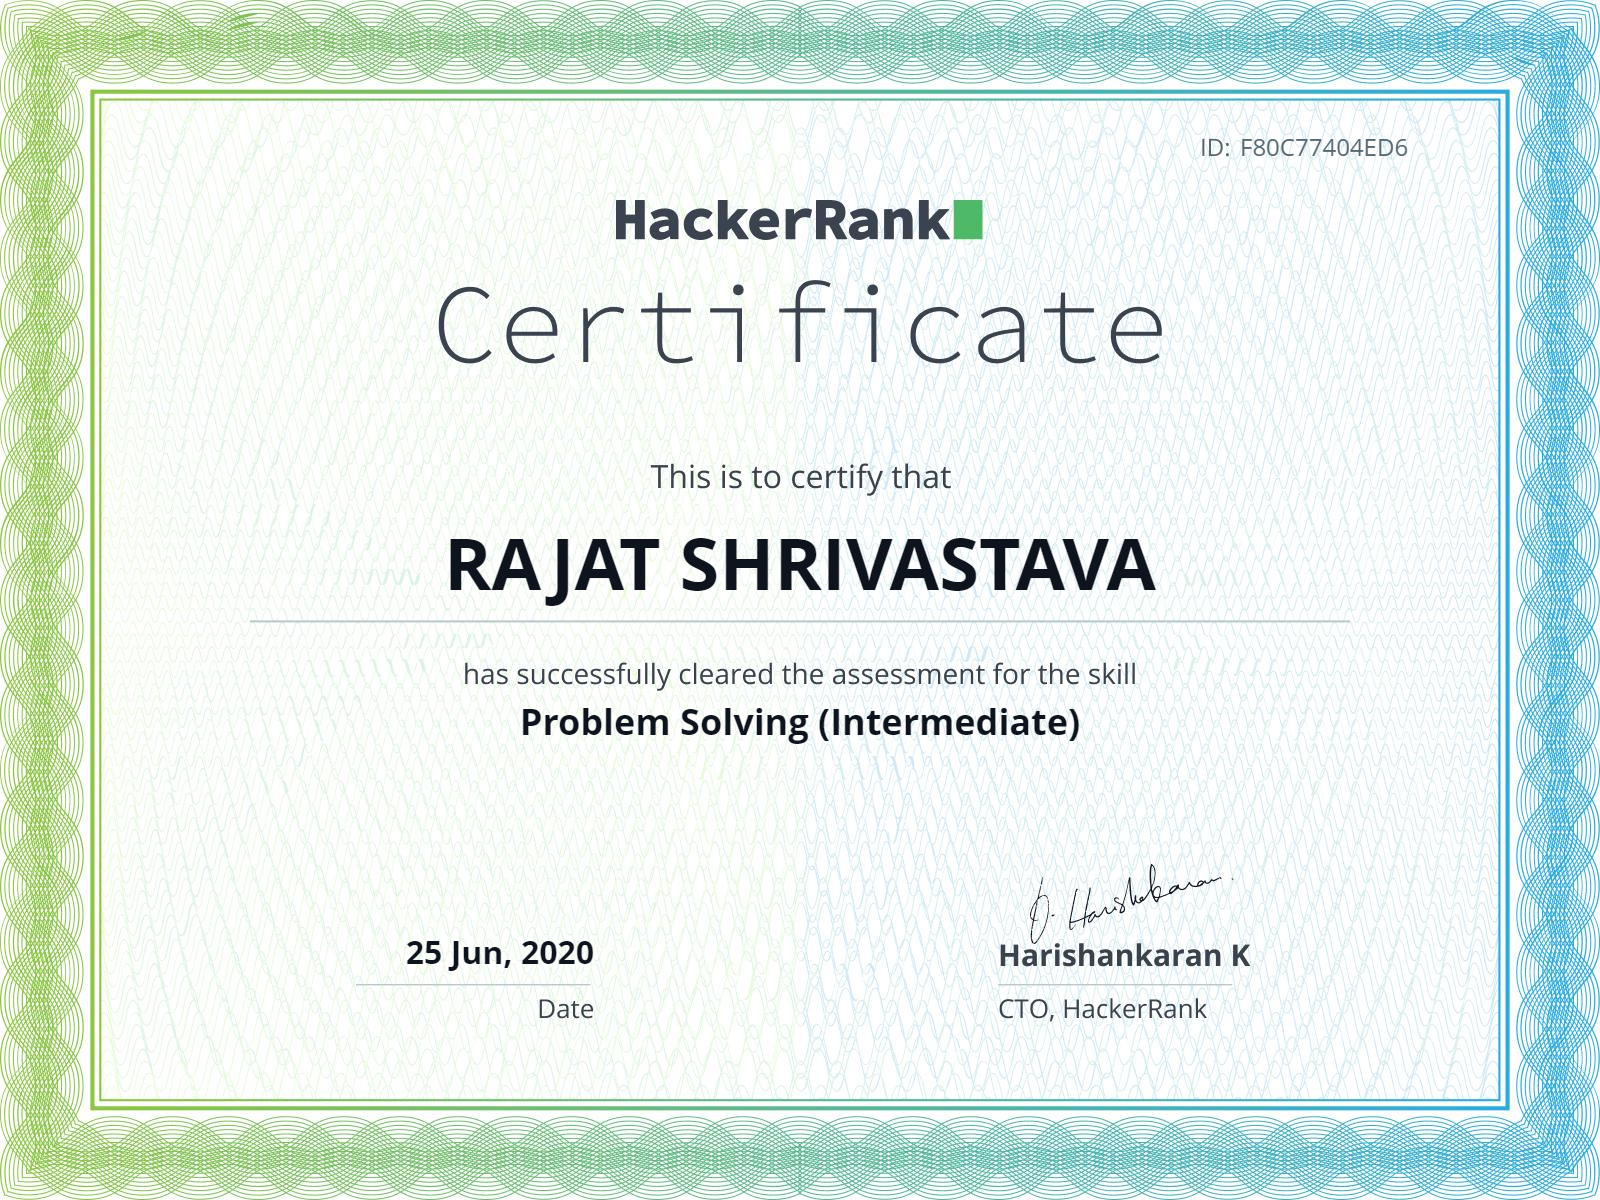 ID: F80C77404ED6
HackerRank
Certificate
This is to certify that
RAJAT SHRIVASTAVA
has successfully cleared the assessment for the skill
Problem Solving (Intermediate)
25 Jun, 2020
Date
Harishankaran K
CTO, HackerRank